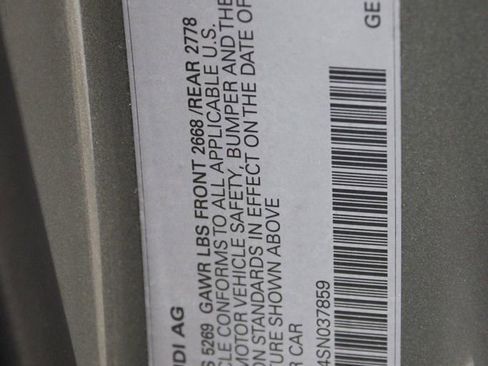 GE
DI AG
5269 GAWR LBS FRONT 2668 /REAR 2778
CLE CONFORMS TO ALL APPLICABLE U.S.
MOTOR VEHICLE SAFETY, BUMPER AND THE
ON STANDARDS IN EFFECT ON THE DATE OF
TURE SHOWN ABOVE
R CAR
4SN037859